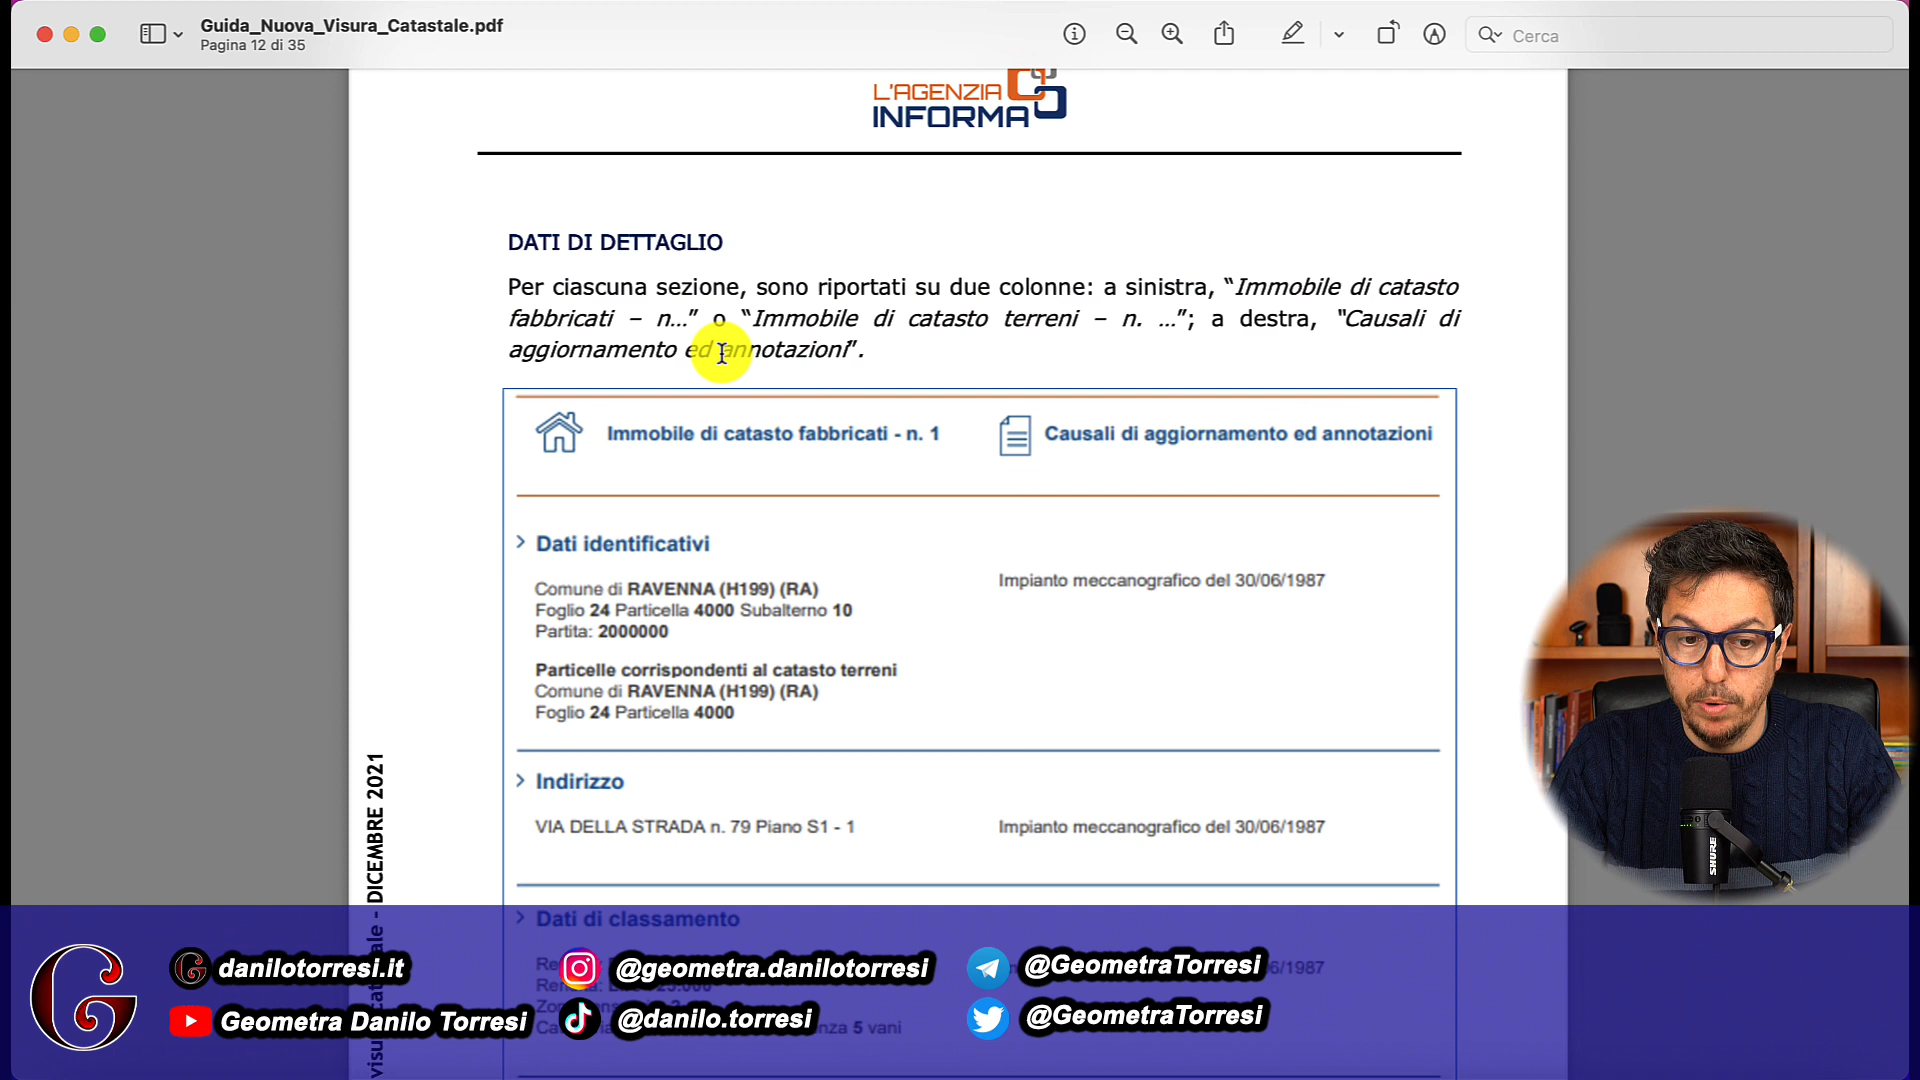 Guida_Nuova_Visura_Catastale.pdf
Pagina 12 di 35
Cerca
L'AGENZIA
INFORMA
DATI DI DETTAGLIO
Per ciascuna sezione, sono riportati su due colonne: a sinistra, “Immobile di catasto
fabbricati – n…” o “Immobile di catasto terreni – n. …”; a destra, “Causali di
aggiornamento ed annotazioni”.
Immobile di catasto fabbricati - n. 1
Causali di aggiornamento ed annotazioni
Dati identificativi
Comune di RAVENNA (H199) (RA)
Foglio 24 Particella 4000 Subalterno 10
Partita: 2000000
Impianto meccanografico del 30/06/1987
Particelle corrispondenti al catasto terreni
Comune di RAVENNA (H199) (RA)
Foglio 24 Particella 4000
Indirizzo
VIA DELLA STRADA n. 79 Piano S1 - 1
Impianto meccanografico del 30/06/1987
Dati di classamento
5 vani
DICEMBRE 2021
SHURE
danilotorresi.it
Geometra Danilo Torresi
@geometra.danilotorresi
@danilo.torresi
@GeometraTorresi
@GeometraTorresi